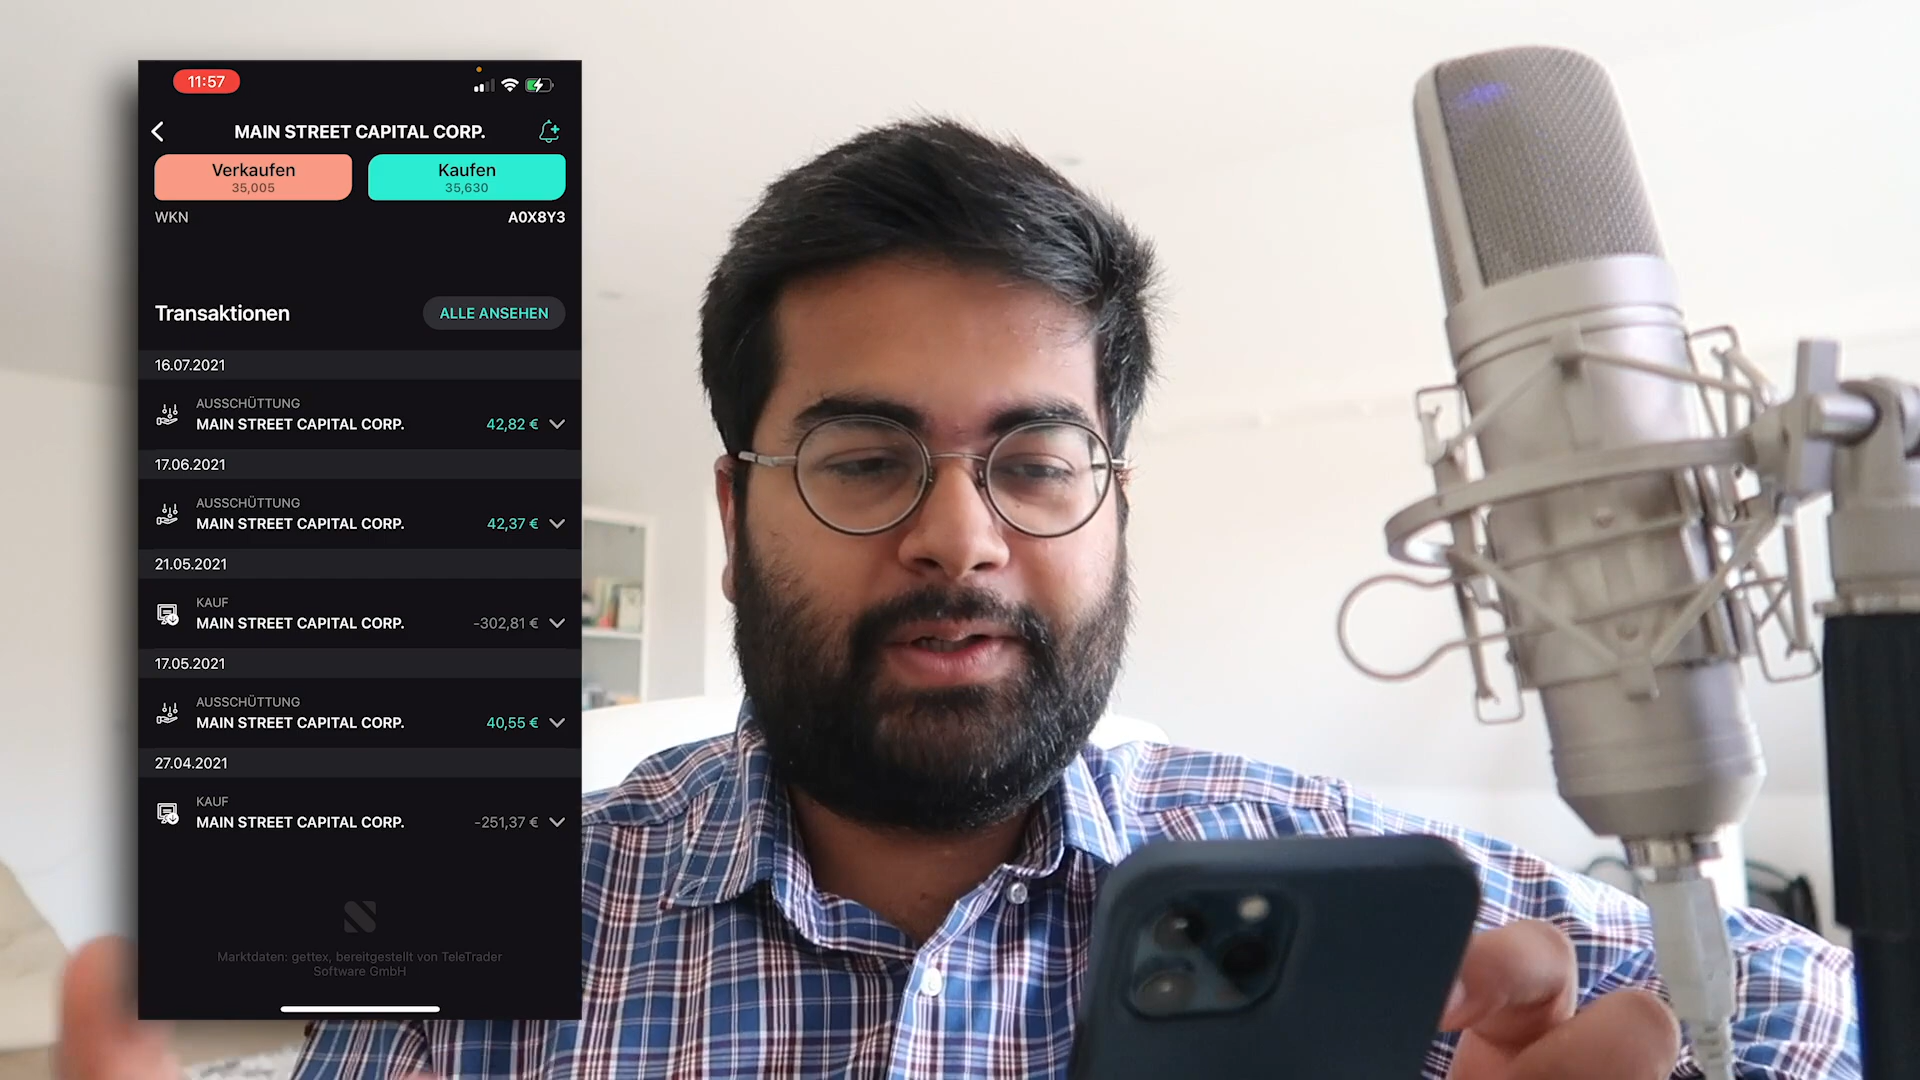 11:57
MAIN STREET CAPITAL CORP.
Verkaufen
35,005
Kaufen
35,630
WKN
A0X8Y3
Transaktionen
ALLE ANSEHEN
16.07.2021
AUSSCHÜTTUNG
MAIN STREET CAPITAL CORP.
42,82 €
17.06.2021
AUSSCHÜTTUNG
MAIN STREET CAPITAL CORP.
42,37 €
21.05.2021
KAUF
MAIN STREET CAPITAL CORP.
-302,81 €
17.05.2021
AUSSCHÜTTUNG
MAIN STREET CAPITAL CORP.
40,55 €
27.04.2021
KAUF
MAIN STREET CAPITAL CORP.
-251,37 €
Marktdaten: gettex, bereitgestellt von TeleTrader
Software GmbH